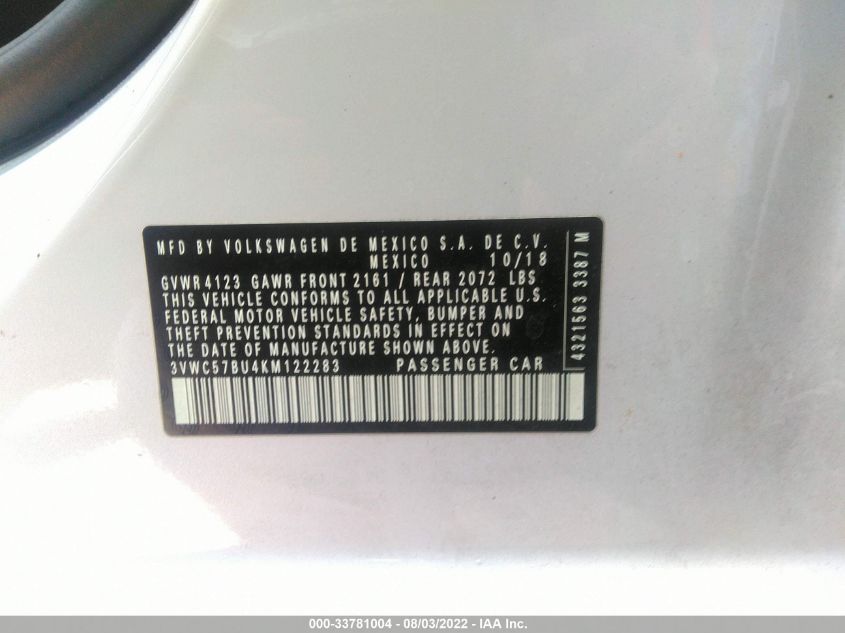 MFD BY VOLKSWAGEN DE MEXICO S.A. DE C.V.
MEXICO 10/18
GVWR 4123 GAWR FRONT 2161 / REAR 2072 LBS
THIS VEHICLE CONFORMS TO ALL APPLICABLE U.S.
FEDERAL MOTOR VEHICLE SAFETY, BUMPER AND
THEFT PREVENTION STANDARDS IN EFFECT ON
THE DATE OF MANUFACTURE SHOWN ABOVE.
3VWC57BU4KM122283 PASSENGER CAR
4321563 3387 M
000-33781004 - 08/03/2022 - IAA Inc.